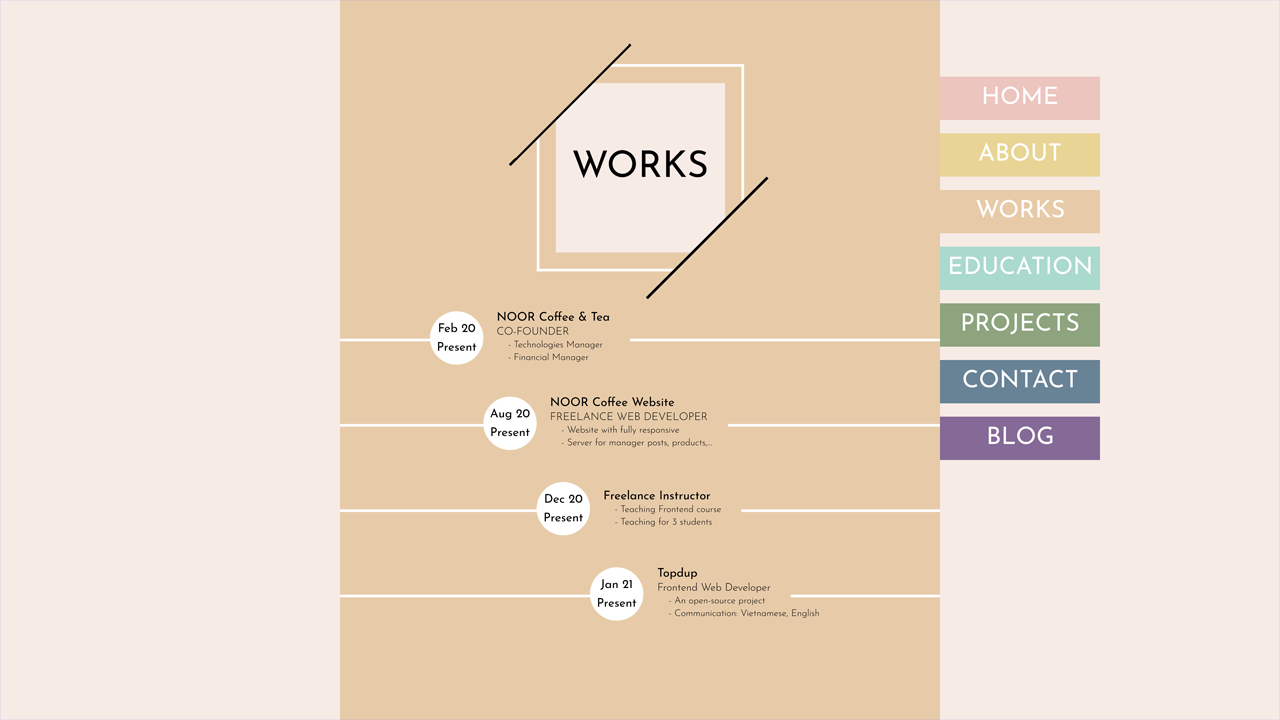 WORKS
Feb 20
Present
NOOR Coffee & Tea
CO-FOUNDER
- Technologies Manager
- Financial Manager
Aug 20
Present
NOOR Coffee Website
FREELANCE WEB DEVELOPER
- Website with fully responsive
- Server for manager posts, products,...
Dec 20
Present
Freelance Instructor
- Teaching Frontend course
- Teaching for 3 students
Jan 21
Present
Topdup
Frontend Web Developer
- An open-source project
- Communication: Vietnamese, English
HOME
ABOUT
WORKS
EDUCATION
PROJECTS
CONTACT
BLOG